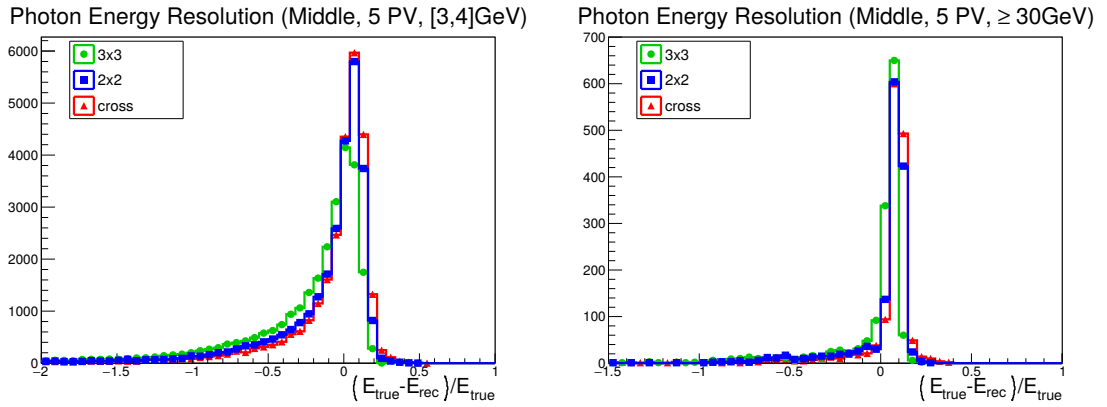 Photon Energy Resolution (Middle, 5 PV, [3,4]GeV)
6000
5000
4000
3000
2000
1000
0
3x3
2x2
cross
−2 −1.5 −1 −0.5 0 0.5 1
(E_true-E_rec)/E_true
Photon Energy Resolution (Middle, 5 PV, ≥ 30GeV)
700
600
500
400
300
200
100
0
3x3
2x2
cross
−1.5 −1 −0.5 0 0.5 1
(E_true-E_rec)/E_true